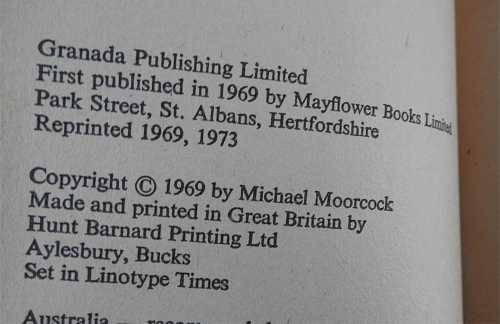 Granada Publishing Limited
First published in 1969 by Mayflower Books Limited
Park Street, St. Albans, Hertfordshire
Reprinted 1969, 1973
Copyright © 1969 by Michael Moorcock
Made and printed in Great Britain by
Hunt Barnard Printing Ltd
Aylesbury, Bucks
Set in Linotype Times
Australia